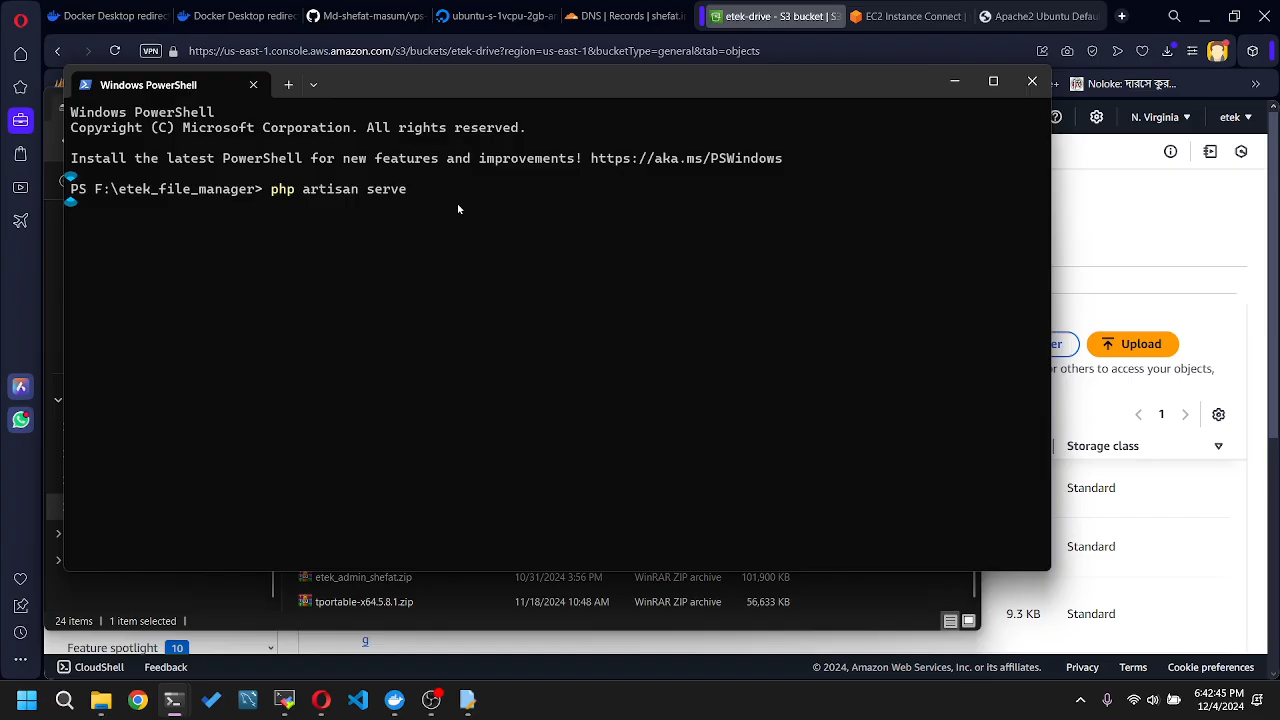 Docker Desktop redirec
Docker Desktop redirec
Md-shefat-masum/vps-
ubuntu-s-1vcpu-2gb-ar
DNS | Records | shefat.in
etek-drive - S3 bucket | S
EC2 Instance Connect |
Apache2 Ubuntu Defau
VPN
https://us-east-1.console.aws.amazon.com/s3/buckets/etek-drive?region=us-east-1&bucketType=general&tab=objects
Windows PowerShell
Noloke: দারসে কুর...
N. Virginia
etek
Windows PowerShell
Copyright (C) Microsoft Corporation. All rights reserved.
Install the latest PowerShell for new features and improvements! https://aka.ms/PSWindows
PS F:\etek_file_manager> php artisan serve
er
Upload
or others to access your objects,
1
Storage class
Standard
Standard
9.3 KB
Standard
etek_admin_shefat.zip
10/31/2024 3:56 PM
WinRAR ZIP archive
101,900 KB
tportable-x64.5.8.1.zip
11/18/2024 10:48 AM
WinRAR ZIP archive
56,633 KB
24 items
1 item selected
Feature spotlight
10
g
CloudShell
Feedback
© 2024, Amazon Web Services, Inc. or its affiliates.
Privacy
Terms
Cookie preferences
6:42:45 PM
12/4/2024